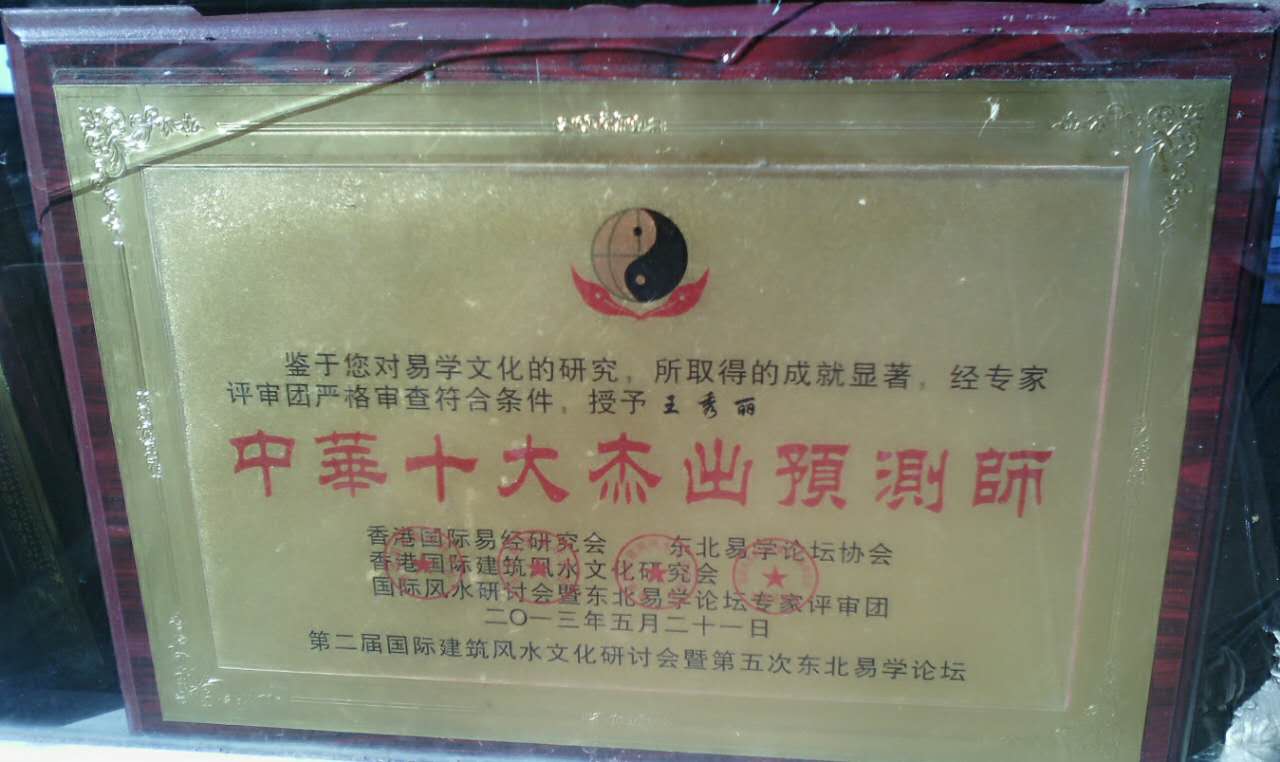 鉴于您对易学文化的研究，所取得的成就显著，经专家
评审团严格审查符合条件，授予 王秀丽
中華十大杰出預測師
香港国际易经研究会 东北易学论坛协会
香港国际建筑风水文化研究会
国际风水研讨会暨东北易学论坛专家评审团
二〇一三年五月二十一日
第二届国际建筑风水文化研讨会暨第五次东北易学论坛